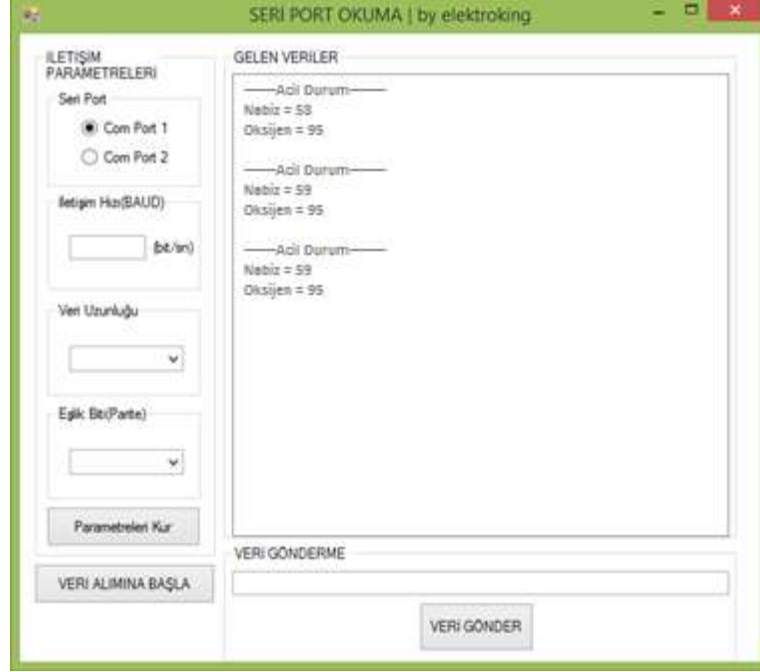 SERİ PORT OKUMA | by elektroking
İLETİŞİM
PARAMETRELERİ
Seri Port
Com Port 1
Com Port 2
İletişim Hızı(BAUD)
(bit/sn)
Veri Uzunluğu
Eşlik Biti(Parite)
Parametreleri Kur
VERİ ALIMINA BAŞLA
GELEN VERİLER
-------Acil Durum-------
Nabiz = 58
Oksijen = 95
-------Acil Durum-------
Nabiz = 59
Oksijen = 95
-------Acil Durum-------
Nabiz = 59
Oksijen = 95
VERİ GÖNDERME
VERİ GÖNDER